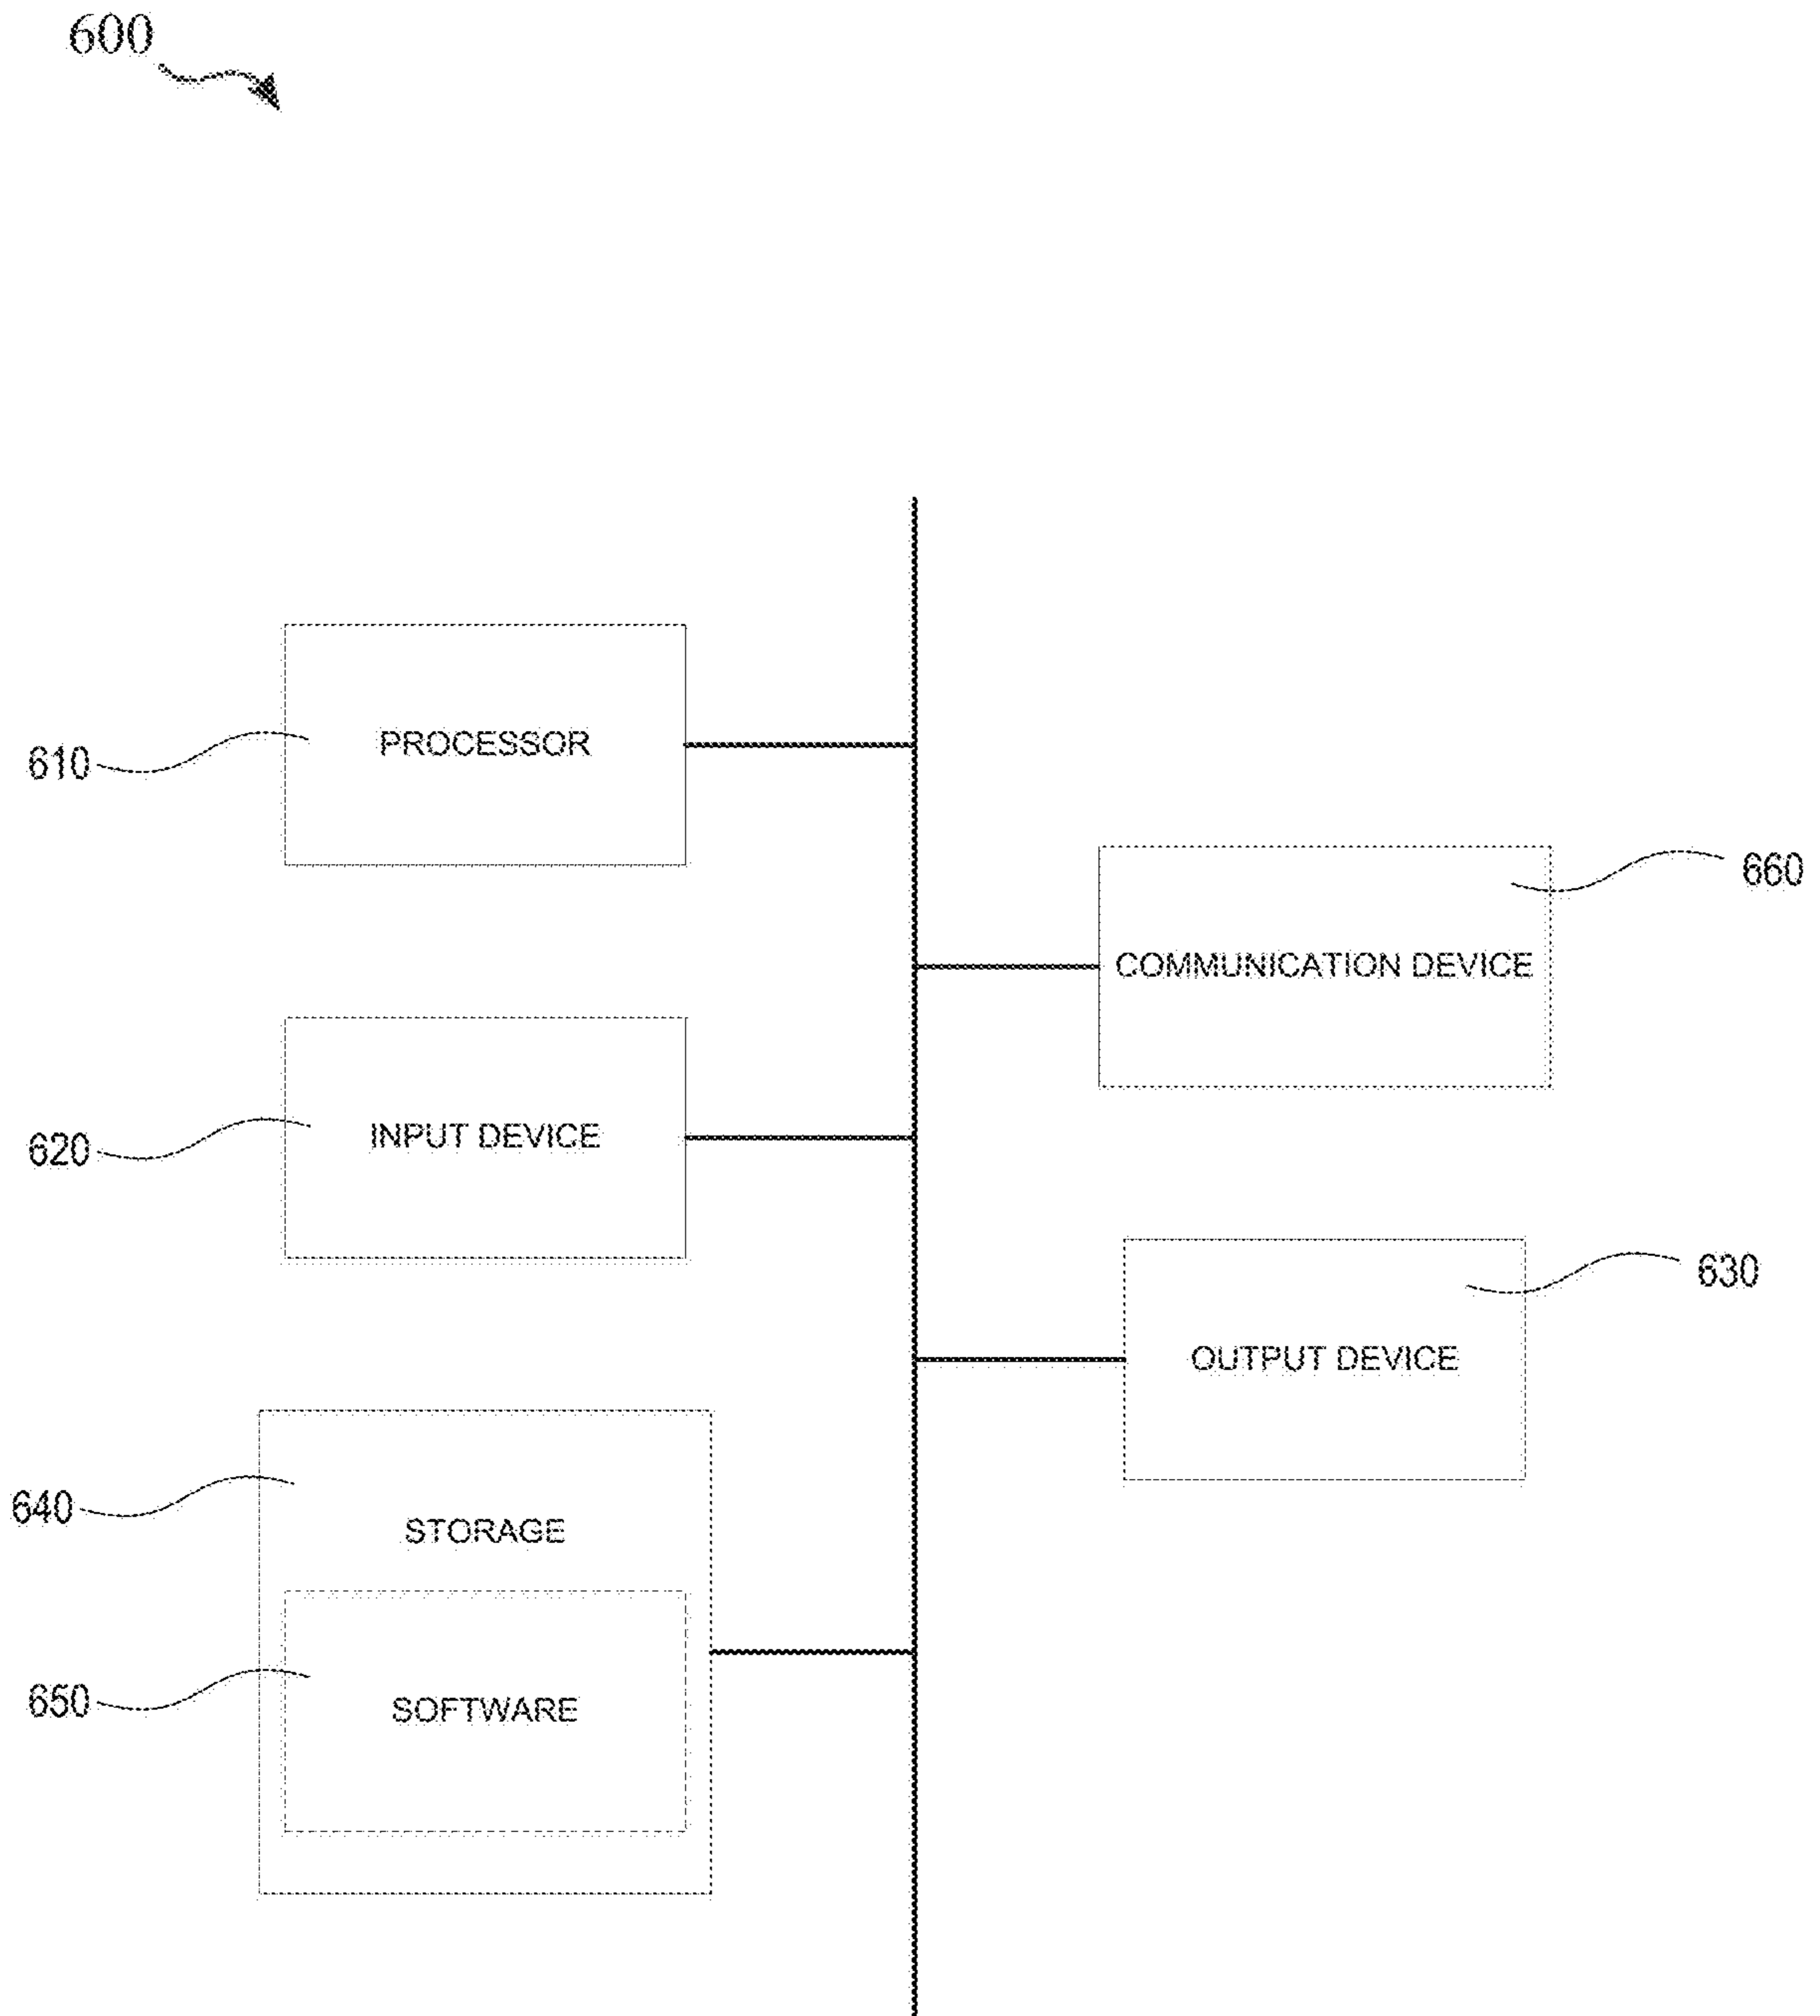 600
610
PROCESSOR
660
COMMUNICATION DEVICE
620
INPUT DEVICE
630
OUTPUT DEVICE
640
STORAGE
650
SOFTWARE